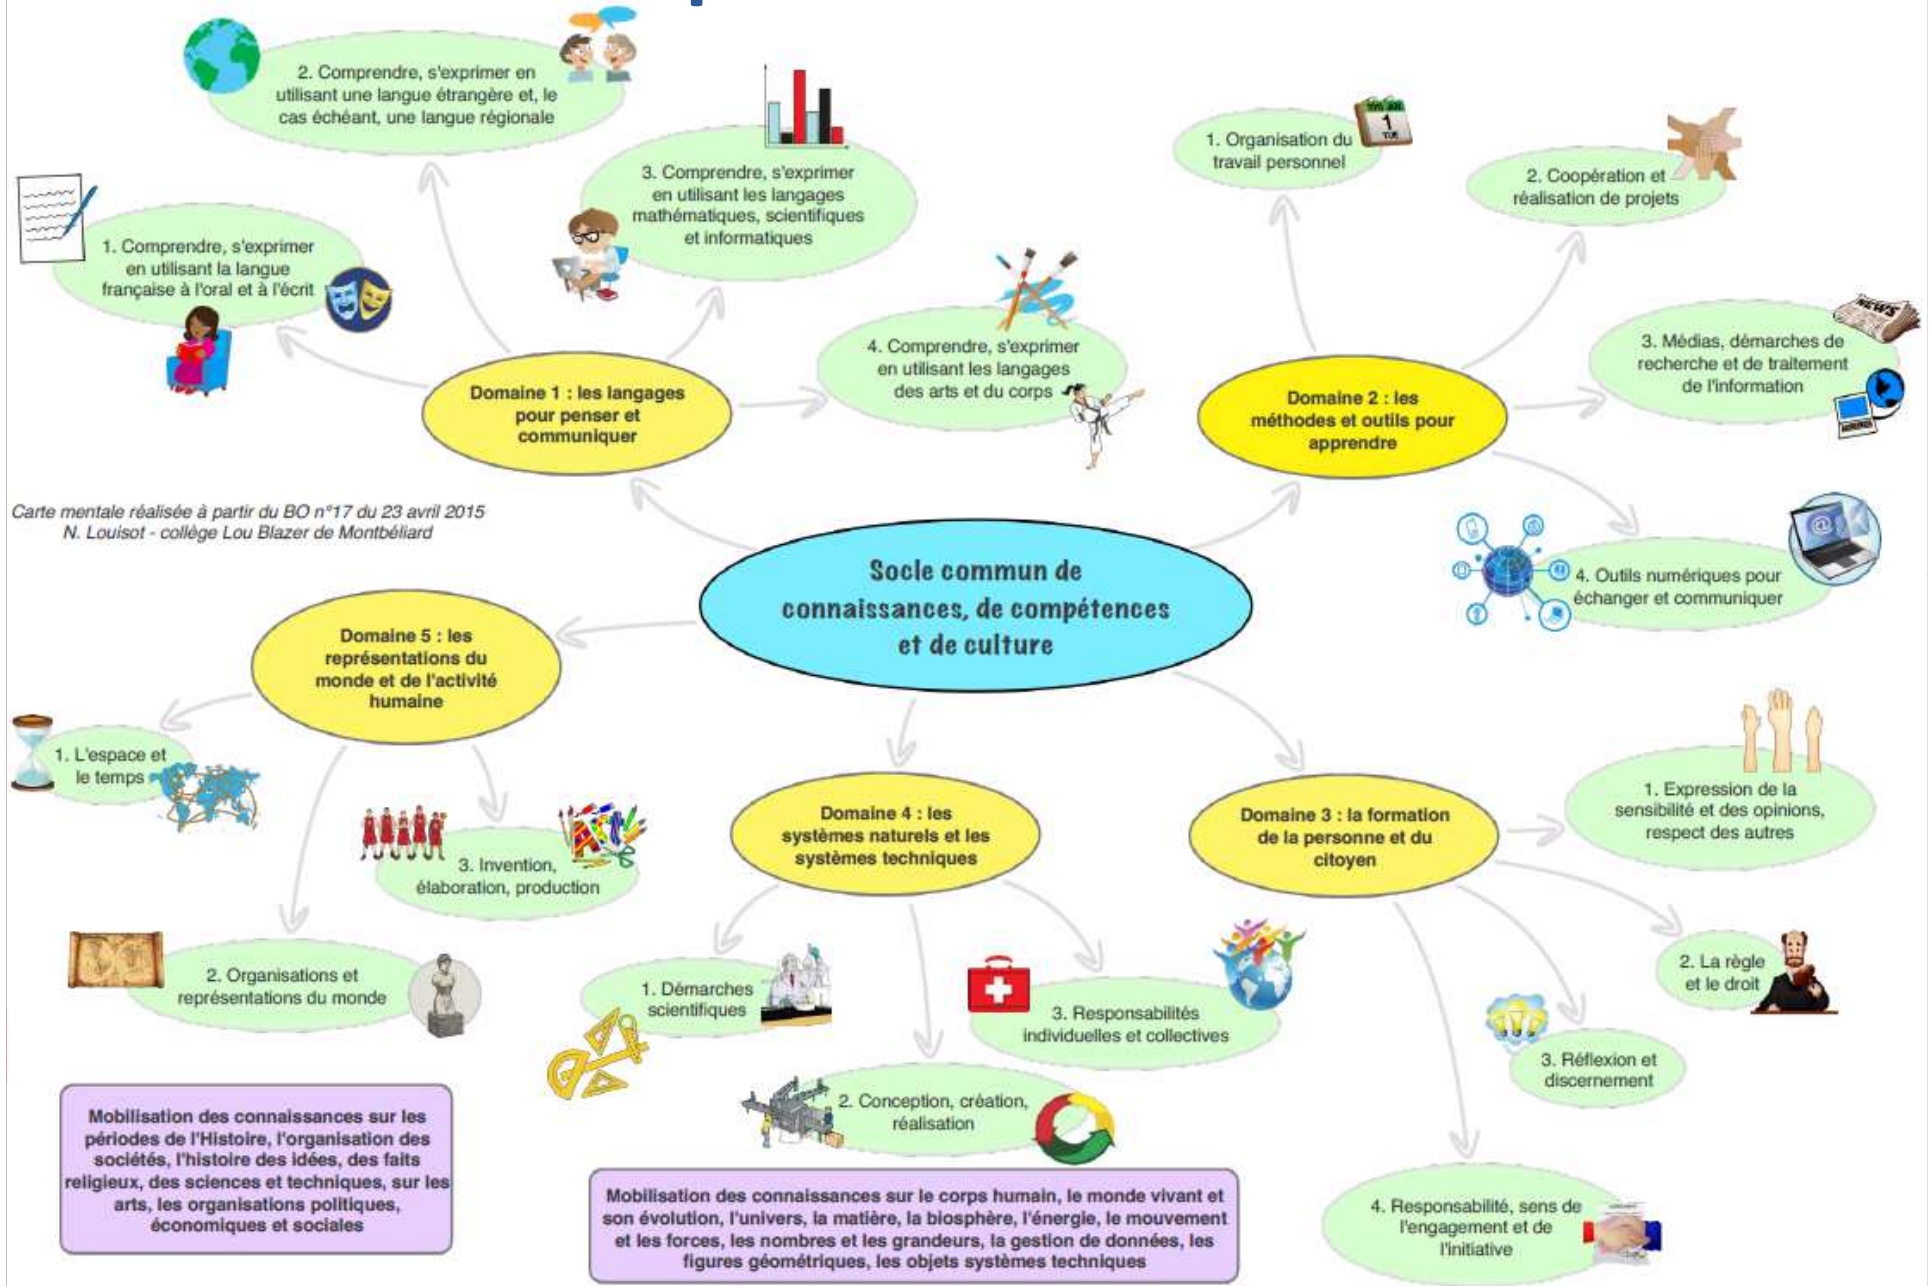 2. Comprendre, s'exprimer en
utilisant une langue étrangère et, le
cas échéant, une langue régionale
3. Comprendre, s'exprimer
en utilisant les langages
mathématiques, scientifiques
et informatiques
1. Comprendre, s'exprimer
en utilisant la langue
française à l'oral et à l'écrit
4. Comprendre, s'exprimer
en utilisant les langages
des arts et du corps
Domaine 1 : les langages
pour penser et
communiquer
1. Organisation du
travail personnel
1
TUE
2. Coopération et
réalisation de projets
NEWS
3. Médias, démarches de
recherche et de traitement
de l'information
Domaine 2 : les
méthodes et outils pour
apprendre
@
4. Outils numériques pour
échanger et communiquer
Carte mentale réalisée à partir du BO n°17 du 23 avril 2015
N. Louisot - collège Lou Blazer de Montbéliard
Socle commun de
connaissances, de compétences
et de culture
Domaine 5 : les
représentations du
monde et de l'activité
humaine
1. L'espace et
le temps
3. Invention,
élaboration, production
2. Organisations et
représentations du monde
Domaine 4 : les
systèmes naturels et les
systèmes techniques
1. Démarches
scientifiques
3. Responsabilités
individuelles et collectives
2. Conception, création,
réalisation
Domaine 3 : la formation
de la personne et du
citoyen
1. Expression de la
sensibilité et des opinions,
respect des autres
2. La règle
et le droit
3. Réflexion et
discernement
4. Responsabilité, sens de
l'engagement et de
l'initiative
Mobilisation des connaissances sur les
périodes de l'Histoire, l'organisation des
sociétés, l'histoire des idées, des faits
religieux, des sciences et techniques, sur les
arts, les organisations politiques,
économiques et sociales
Mobilisation des connaissances sur le corps humain, le monde vivant et
son évolution, l'univers, la matière, la biosphère, l'énergie, le mouvement
et les forces, les nombres et les grandeurs, la gestion de données, les
figures géométriques, les objets systèmes techniques